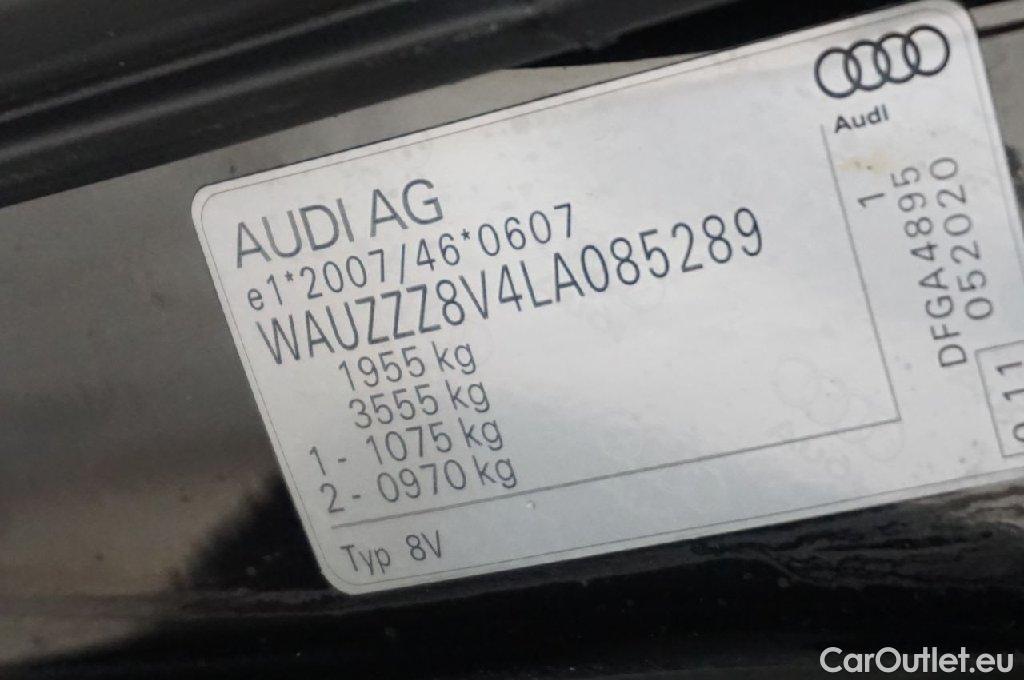 Audi
AUDI AG
e1*2007/46*0607
WAUZZZ8V4LA085289
1955 kg
3555 kg
1 - 1075 kg
2 - 0970 kg
Typ 8V
1
DFGA4895
052020
CarOutlet.eu